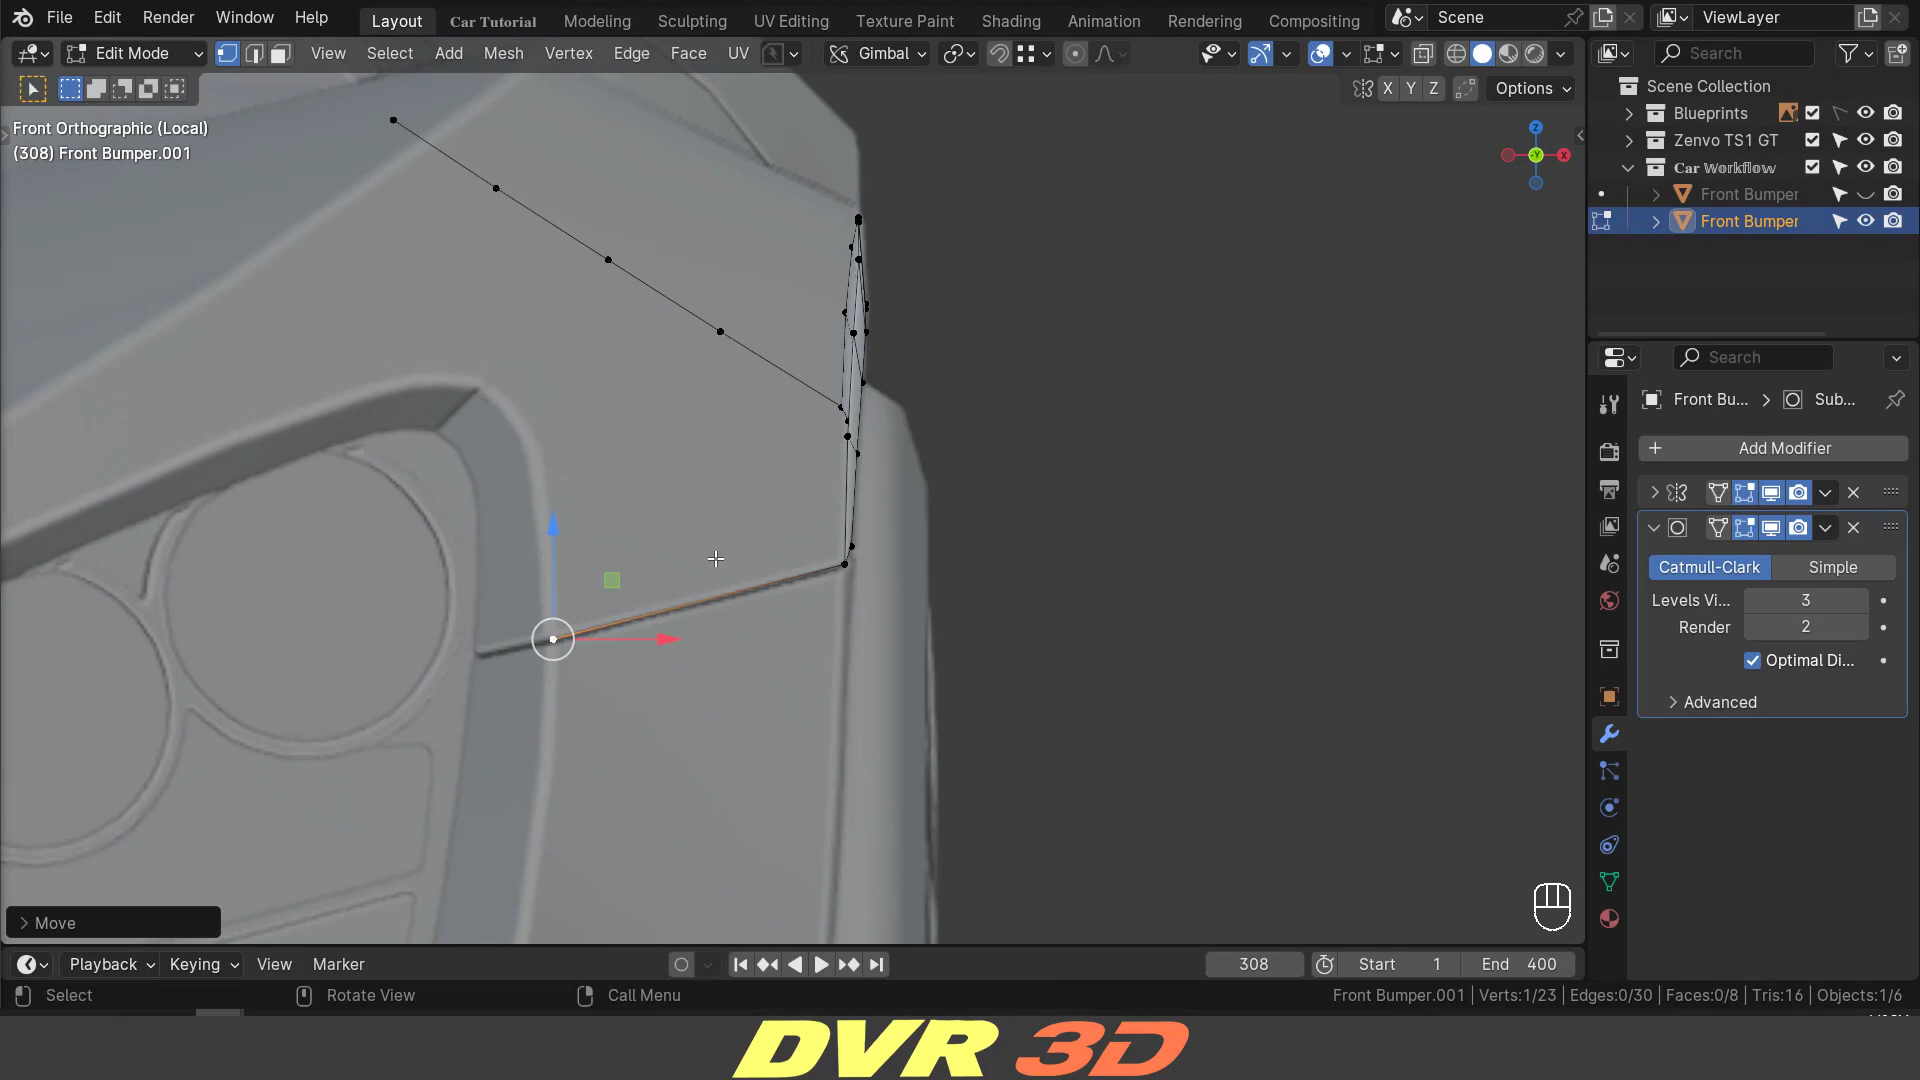 File Edit Render Window Help Layout Car Tutorial Modeling Sculpting UV Editing Texture Paint Shading Animation Rendering Compositing Scene ViewLayer
Edit Mode View Select Add Mesh Vertex Edge Face UV Gimbal Search
X Y Z Options
Scene Collection
Blueprints
Zenvo TS1 GT
Car Workflow
Front Bumper
Front Bumper
Front Orthographic (Local)
(308) Front Bumper.001
Z
-Y
X
Search
Front Bu... Sub...
Add Modifier
Catmull-Clark Simple
Levels Vi... 3
Render 2
Optimal Di...
Advanced
Move
Playback Keying View Marker 308 Start 1 End 400
Select Rotate View Call Menu Front Bumper.001 | Verts:1/23 | Edges:0/30 | Faces:0/8 | Tris:16 | Objects:1/6
DVR 3D